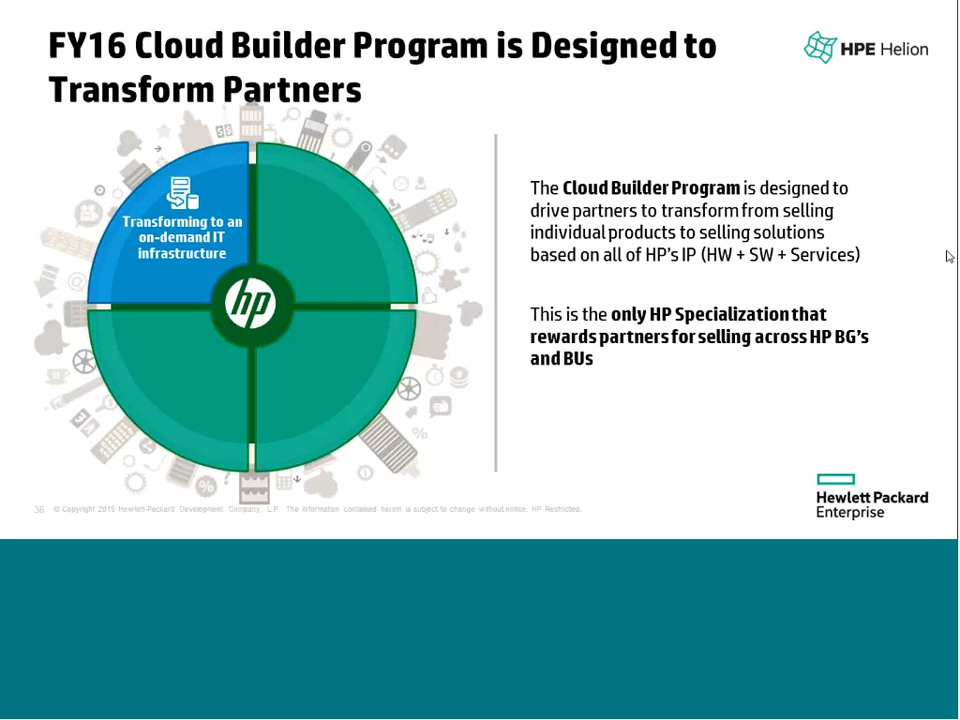 FY16 Cloud Builder Program is Designed to
Transform Partners
HPE Helion
Transforming to an
on-demand IT
infrastructure
hp
The Cloud Builder Program is designed to
drive partners to transform from selling
individual products to selling solutions
based on all of HP's IP (HW + SW + Services)
This is the only HP Specialization that
rewards partners for selling across HP BG's
and BUs
Hewlett Packard
Enterprise
36 © Copyright 2015 Hewlett-Packard Development Company, L.P. The information contained herein is subject to change without notice. HP Restricted.